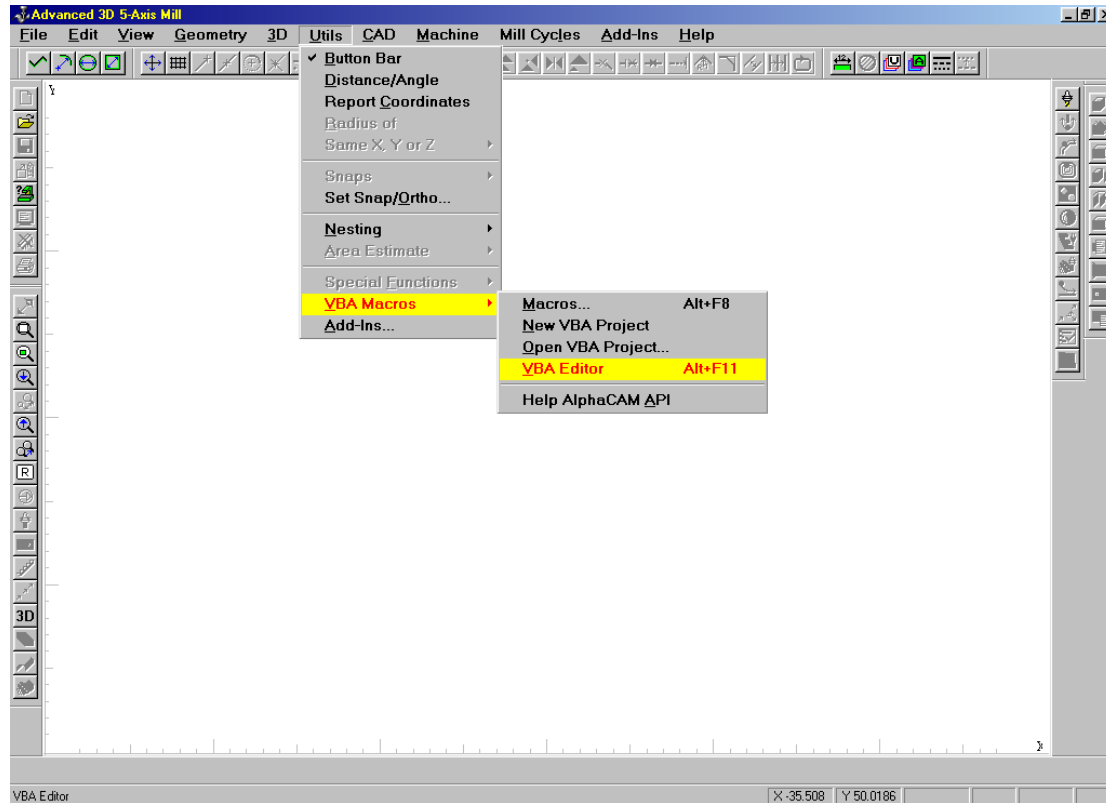 Advanced 3D 5-Axis Mill
File Edit View Geometry 3D Utils CAD Machine Mill Cycles Add-Ins Help
Button Bar
Distance/Angle
Report Coordinates
Radius of
Same X, Y or Z
Snaps
Set Snap/Ortho...
Nesting
Area Estimate
Special Functions
VBA Macros
Add-Ins...
Macros... Alt+F8
New VBA Project
Open VBA Project...
VBA Editor Alt+F11
Help AlphaCAM API
Y
R
3D
X
VBA Editor X -35.508 Y 50.0186